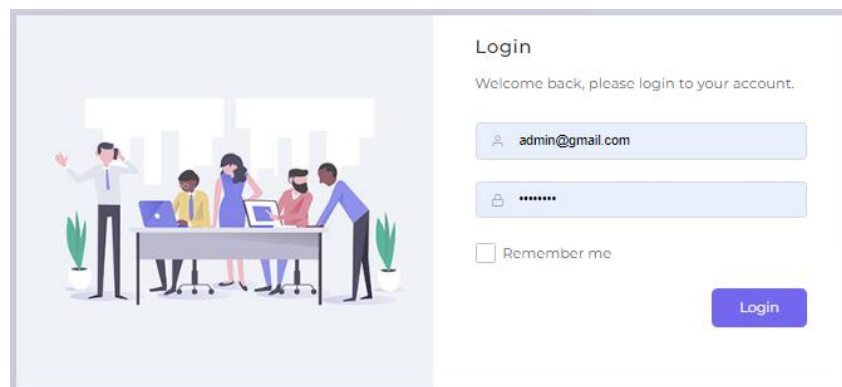 Login
Welcome back, please login to your account.
admin@gmail.com
••••••••
Remember me
Login